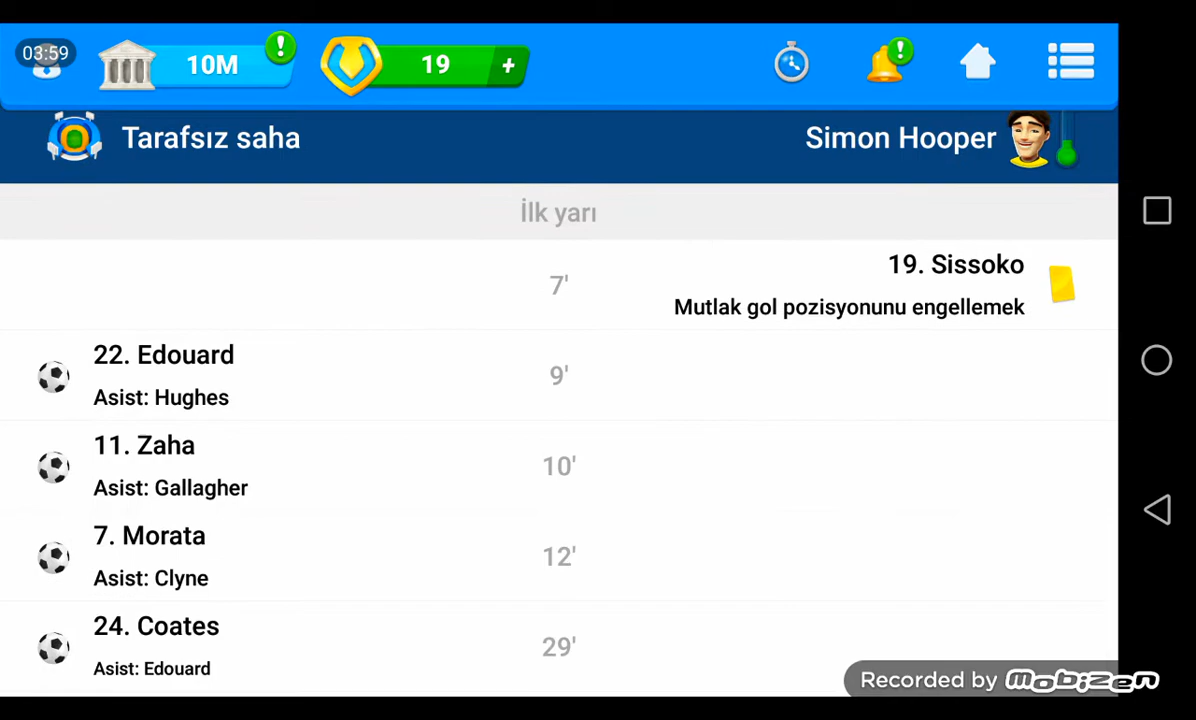 03:59
10M
19 +
Tarafsız saha
Simon Hooper
İlk yarı
19. Sissoko
7'
Mutlak gol pozisyonunu engellemek
22. Edouard
9'
Asist: Hughes
11. Zaha
10'
Asist: Gallagher
7. Morata
12'
Asist: Clyne
24. Coates
29'
Asist: Edouard
Recorded by mobizen